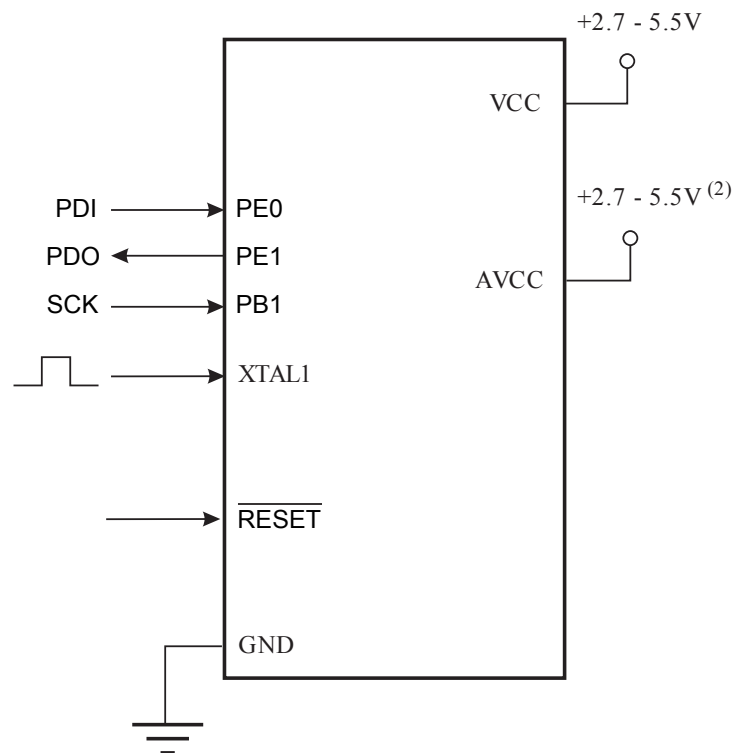 +2.7 - 5.5V
VCC
+2.7 - 5.5V (2)
PDI PE0
PDO PE1
AVCC
SCK PB1
XTAL1
RESET
GND